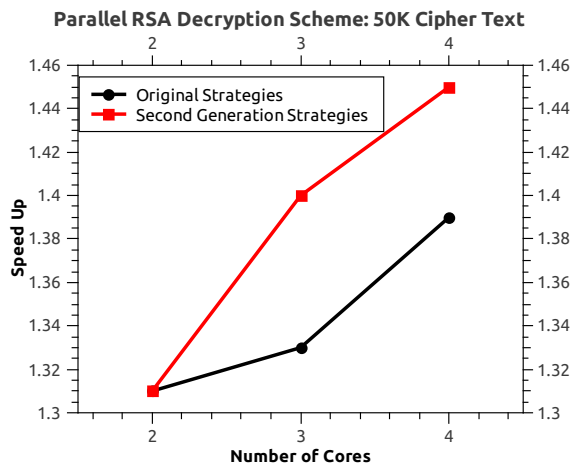 Parallel RSA Decryption Scheme: 50K Cipher Text
2 3 4
1.46 1.46
Original Strategies
Second Generation Strategies
1.44 1.44
1.42 1.42
1.4 1.4
1.38 1.38
1.36 1.36
1.34 1.34
1.32 1.32
1.3 1.3
Speed Up
2 3 4
Number of Cores